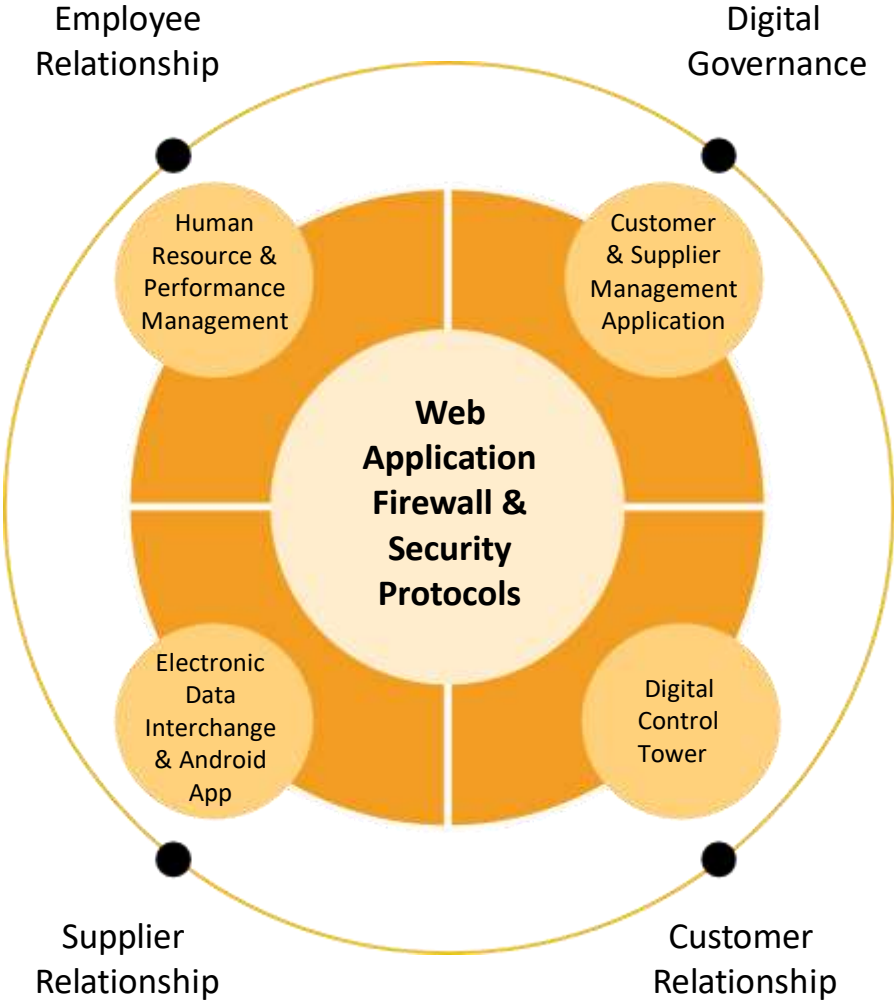 Employee
Relationship
Digital
Governance
Human
Resource &
Performance
Management
Customer
& Supplier
Management
Application
Web
Application
Firewall &
Security
Protocols
Electronic
Data
Interchange
& Android
App
Digital
Control
Tower
Supplier
Relationship
Customer
Relationship